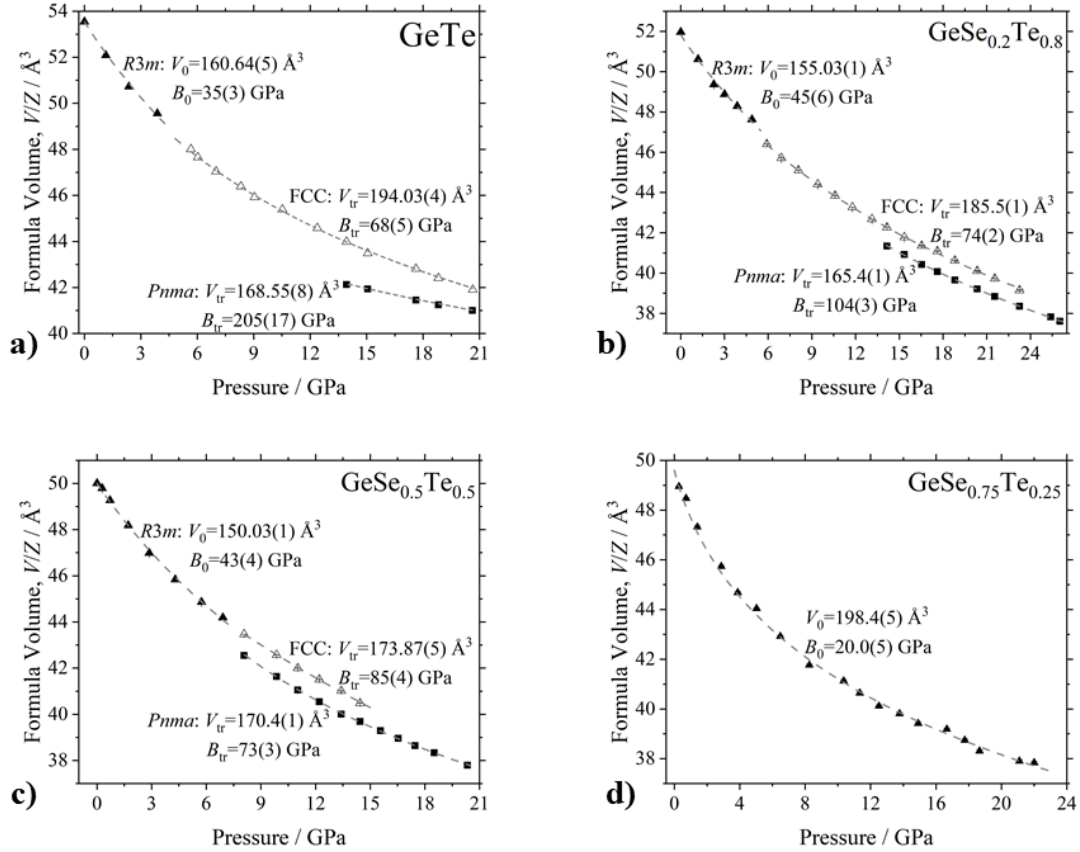 GeTe
R3m: V₀=160.64(5) Å³
B₀=35(3) GPa
FCC: Vₜᵣ=194.03(4) Å³
Bₜᵣ=68(5) GPa
Pnma: Vₜᵣ=168.55(8) Å³
Bₜᵣ=205(17) GPa
Formula Volume, V/Z / Å³
54
52
50
48
46
44
42
40
0 3 6 9 12 15 18 21
Pressure / GPa
a)
GeSe₀.₂Te₀.₈
R3m: V₀=155.03(1) Å³
B₀=45(6) GPa
FCC: Vₜᵣ=185.5(1) Å³
Bₜᵣ=74(2) GPa
Pnma: Vₜᵣ=165.4(1) Å³
Bₜᵣ=104(3) GPa
Formula Volume, V/Z / Å³
52
50
48
46
44
42
40
38
0 3 6 9 12 15 18 21 24
Pressure / GPa
b)
GeSe₀.₅Te₀.₅
R3m: V₀=150.03(1) Å³
B₀=43(4) GPa
FCC: Vₜᵣ=173.87(5) Å³
Bₜᵣ=85(4) GPa
Pnma: Vₜᵣ=170.4(1) Å³
Bₜᵣ=73(3) GPa
Formula Volume, V/Z / Å³
50
48
46
44
42
40
38
0 3 6 9 12 15 18 21
Pressure / GPa
c)
GeSe₀.₇₅Te₀.₂₅
V₀=198.4(5) Å³
B₀=20.0(5) GPa
Formula Volume, V/Z / Å³
50
48
46
44
42
40
38
0 4 8 12 16 20 24
Pressure / GPa
d)